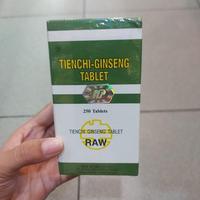 TIENCHI-GINSENG
TABLET
250 Tablets
TIENCHI GINSENG TABLET
RAW